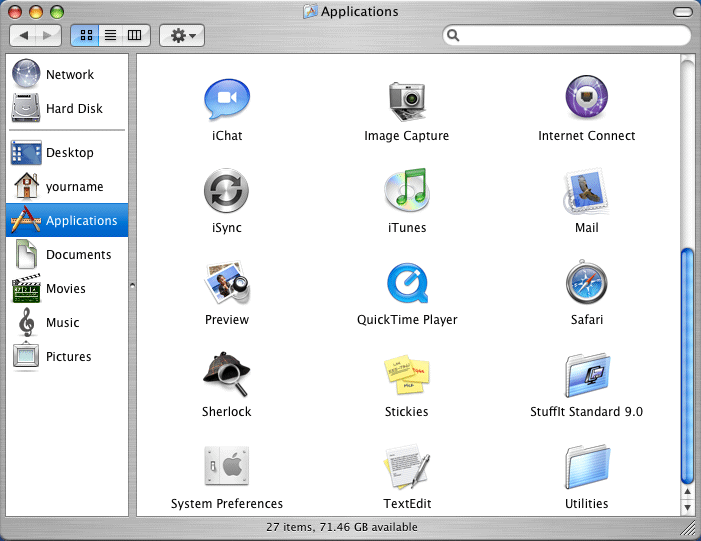 Applications
Network
Hard Disk
Desktop
yourname
Applications
Documents
Movies
Music
Pictures
iChat
Image Capture
Internet Connect
iSync
iTunes
Mail
Preview
QuickTime Player
Safari
Sherlock
Stickies
StuffIt Standard 9.0
System Preferences
TextEdit
Utilities
27 items, 71.46 GB available